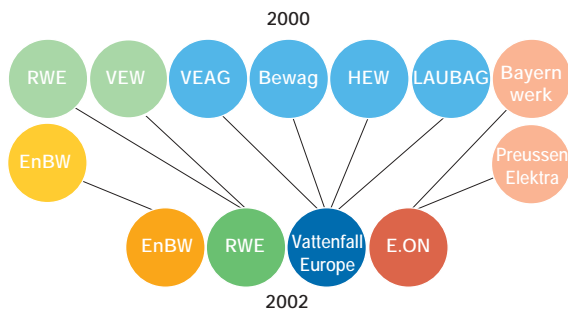 2000
RWE
VEW
VEAG
Bewag
HEW
LAUBAG
Bayern
werk
EnBW
Preussen
Elektra
EnBW
RWE
Vattenfall
Europe
E.ON
2002